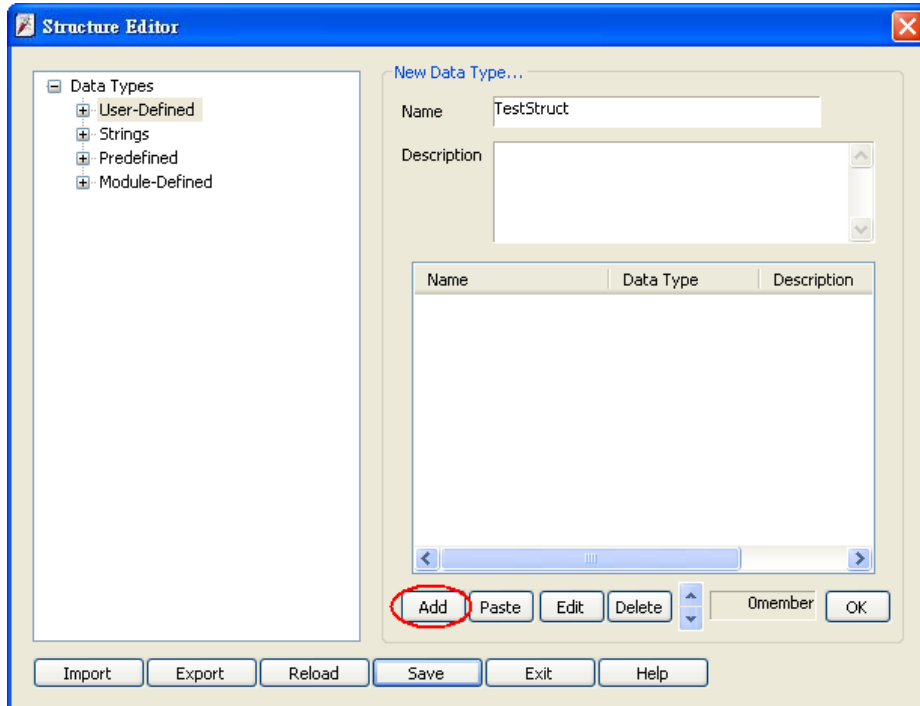 Structure Editor
Data Types
User-Defined
Strings
Predefined
Module-Defined
New Data Type...
Name TestStruct
Description
Name Data Type Description
Add Paste Edit Delete 0member OK
Import Export Reload Save Exit Help